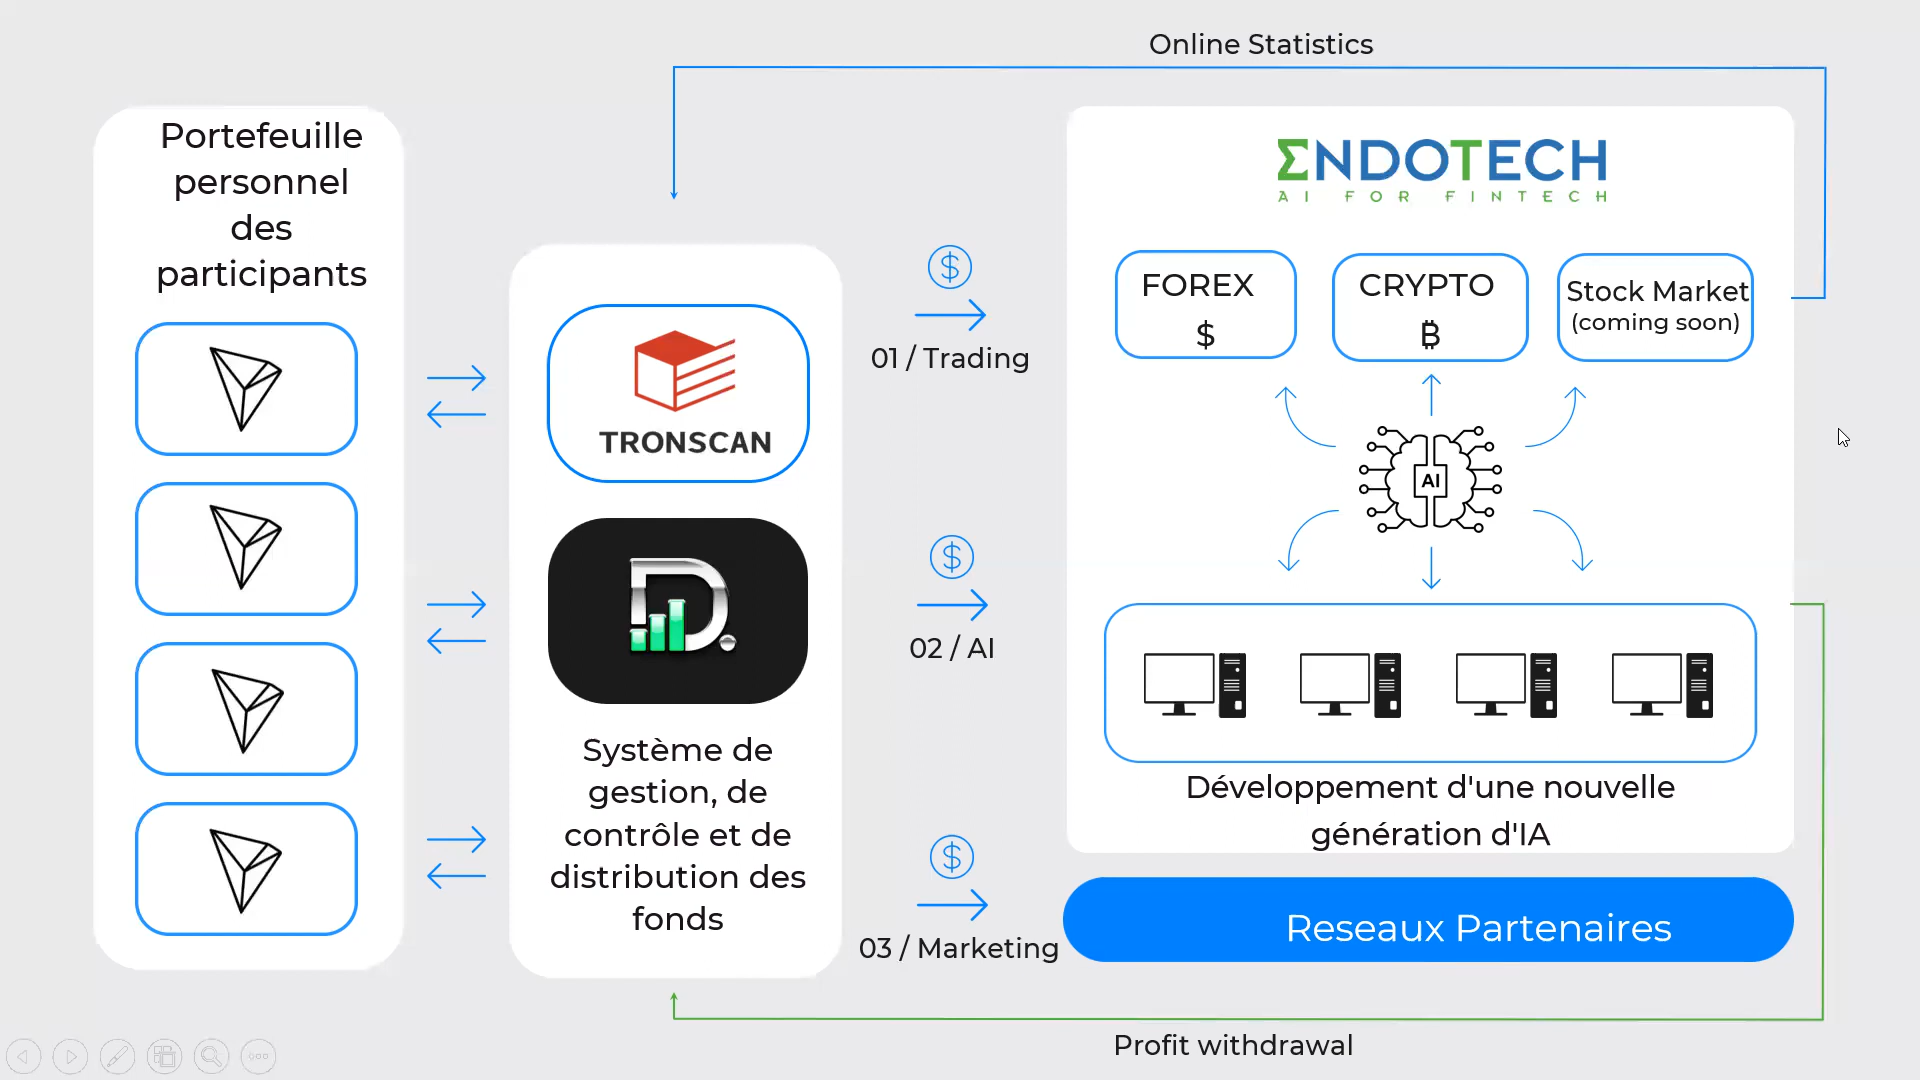 Online Statistics
Portefeuille
personnel
des
participants
TRONSCAN
D.
Système de
gestion, de
contrôle et de
distribution des
fonds
$
01 / Trading
$
02 / AI
$
03 / Marketing
ΣNDOTECH
AI FOR FINTECH
FOREX
$
CRYPTO
₿
Stock Market
(coming soon)
AI
Développement d'une nouvelle
génération d'IA
Reseaux Partenaires
Profit withdrawal